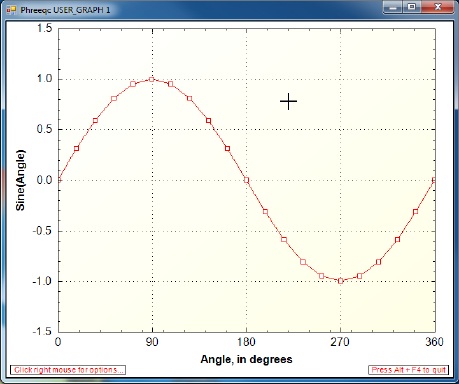 Phreeqc USER_GRAPH 1
1.5
1.0
0.5
0.0
-0.5
-1.0
-1.5
Sine(Angle)
0 90 180 270 360
Angle, in degrees
Click right mouse for options...
Press Alt + F4 to quit